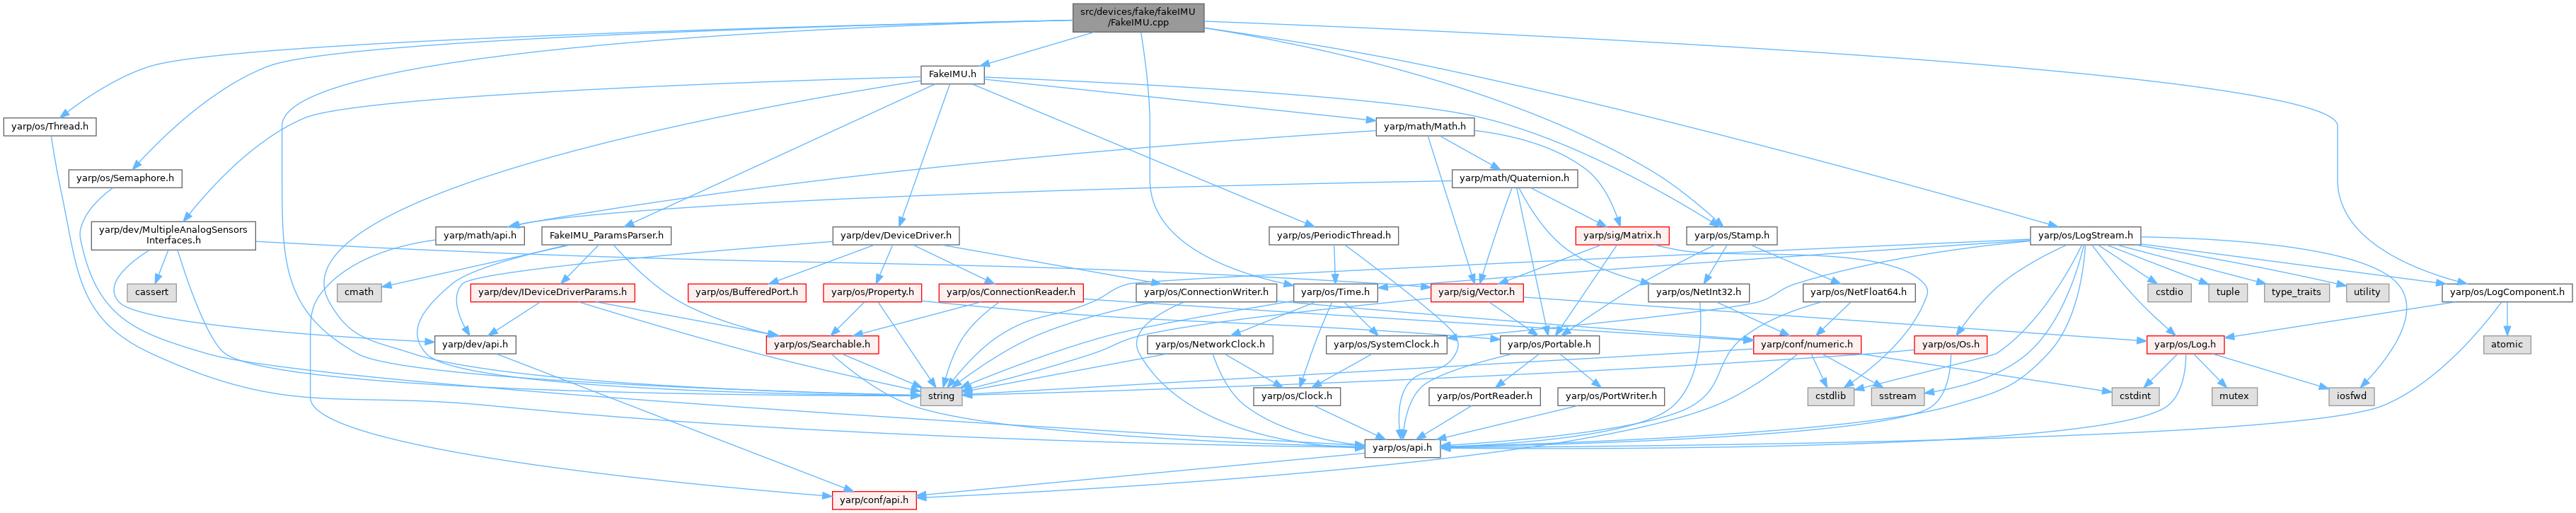 src/devices/fake/fakeIMU
/FakeIMU.cpp
FakeIMU.h
yarp/os/Thread.h
yarp/math/Math.h
yarp/os/Semaphore.h
yarp/math/Quaternion.h
yarp/dev/MultipleAnalogSensors
Interfaces.h
yarp/math/api.h
FakeIMU_ParamsParser.h
yarp/dev/DeviceDriver.h
yarp/os/PeriodicThread.h
yarp/sig/Matrix.h
yarp/os/Stamp.h
yarp/os/LogStream.h
cassert
cmath
yarp/dev/IDeviceDriverParams.h
yarp/os/BufferedPort.h
yarp/os/Property.h
yarp/os/ConnectionReader.h
yarp/os/ConnectionWriter.h
yarp/os/Time.h
yarp/sig/Vector.h
yarp/os/NetInt32.h
yarp/os/NetFloat64.h
cstdio
tuple
type_traits
utility
yarp/os/LogComponent.h
yarp/dev/api.h
yarp/os/Searchable.h
yarp/os/NetworkClock.h
yarp/os/SystemClock.h
yarp/os/Portable.h
yarp/conf/numeric.h
yarp/os/Os.h
yarp/os/Log.h
atomic
string
yarp/os/Clock.h
yarp/os/PortReader.h
yarp/os/PortWriter.h
cstdlib
sstream
cstdint
mutex
iosfwd
yarp/os/api.h
yarp/conf/api.h